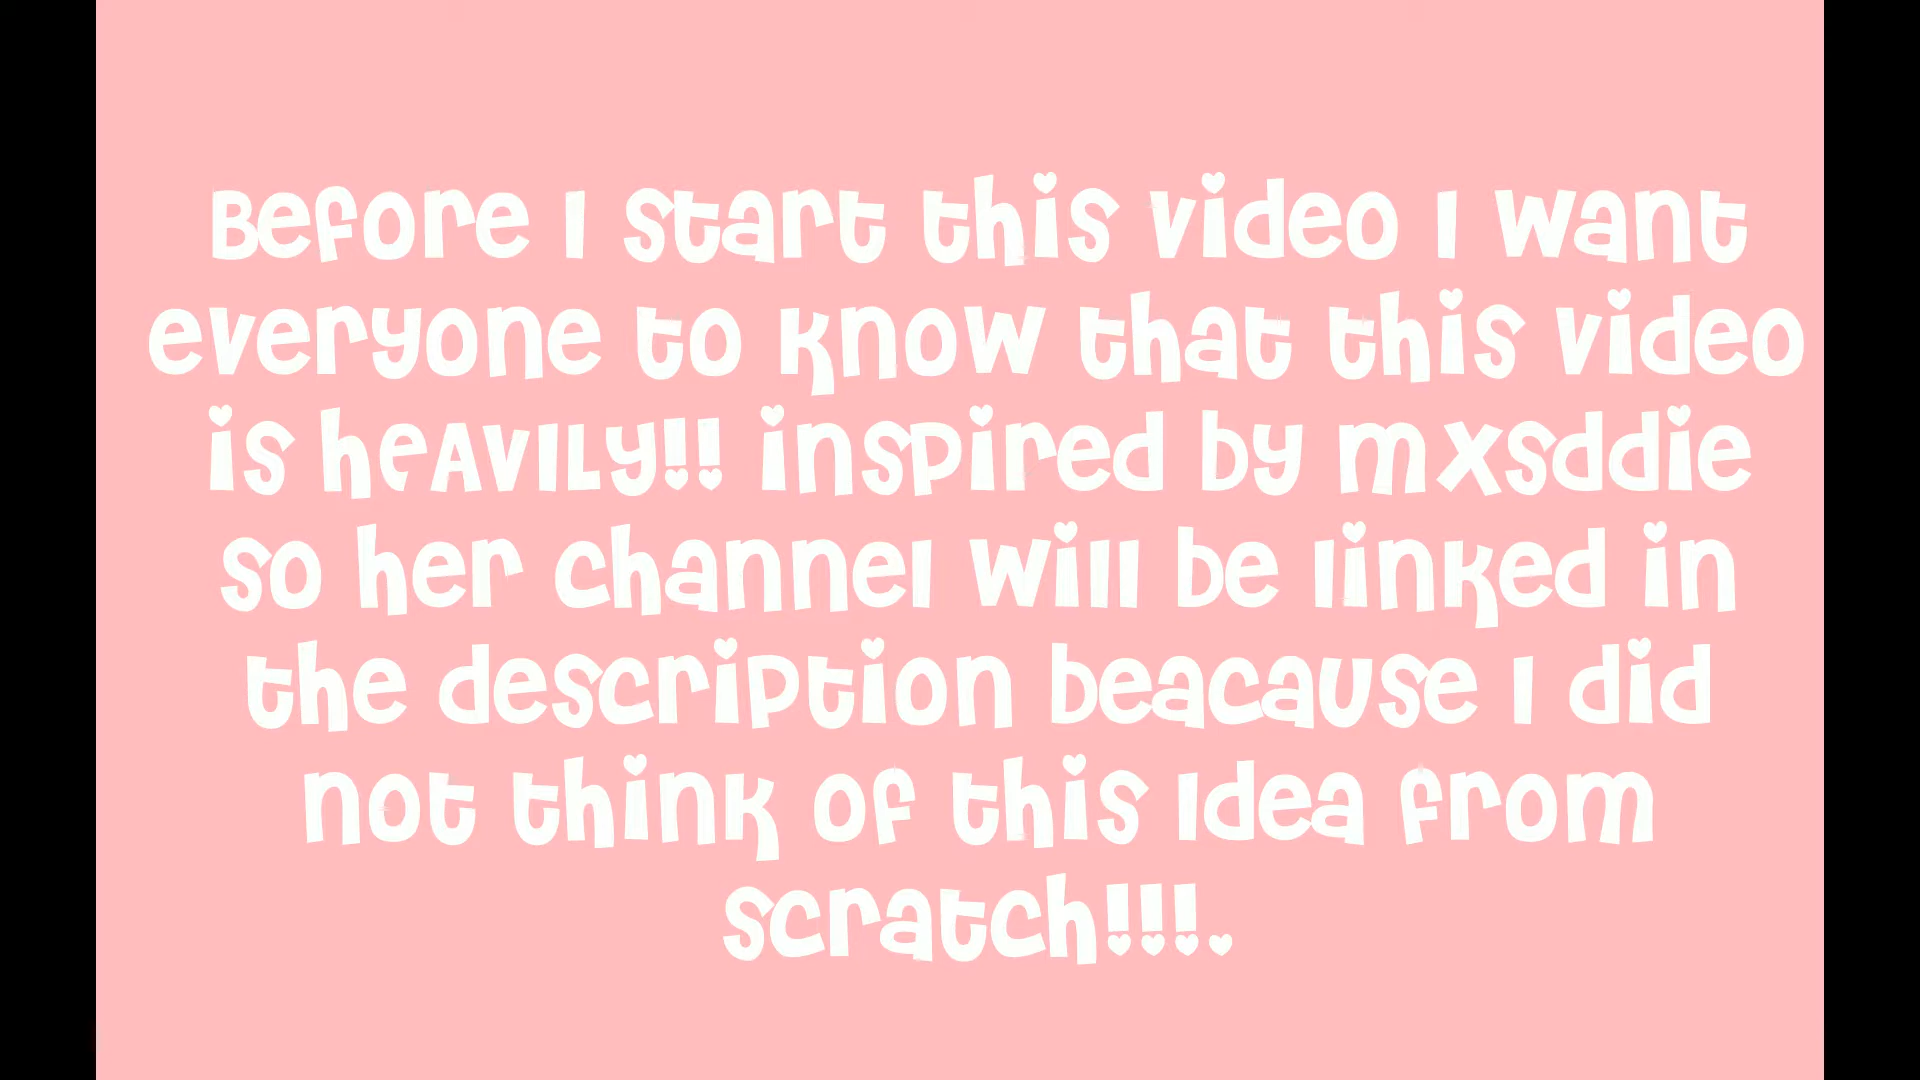 Before I start this video I want
everyone to know that this video
is heAVILy!! inspired by mxsddie
so her channel will be linked in
the description beacause I did
not think of this Idea from
scratch!!!.